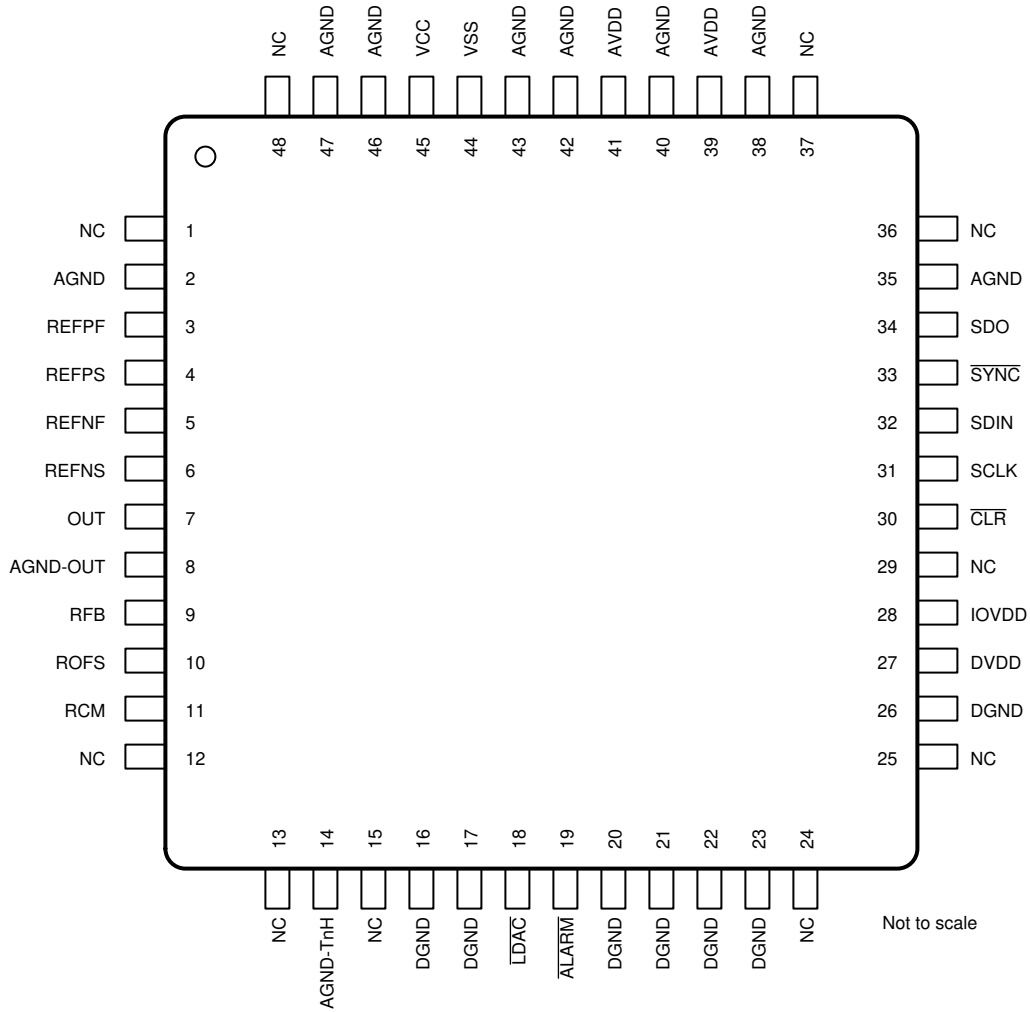 NC
AGND
AGND
VCC
VSS
AGND
AGND
AVDD
AGND
AVDD
AGND
NC
48
47
46
45
44
43
42
41
40
39
38
37
NC 1
AGND 2
REFPF 3
REFPS 4
REFNF 5
REFNS 6
OUT 7
AGND-OUT 8
RFB 9
ROFS 10
RCM 11
NC 12
36 NC
35 AGND
34 SDO
33 SYNC
32 SDIN
31 SCLK
30 CLR
29 NC
28 IOVDD
27 DVDD
26 DGND
25 NC
13
14
15
16
17
18
19
20
21
22
23
24
NC
AGND-TnH
NC
DGND
DGND
LDAC
ALARM
DGND
DGND
DGND
DGND
NC
Not to scale